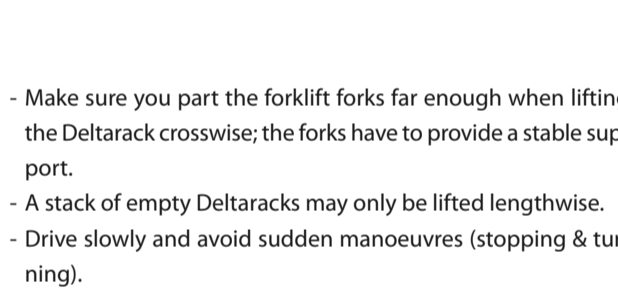 - Make sure you part the forklift forks far enough when liftin
the Deltarack crosswise; the forks have to provide a stable sup
port.
- A stack of empty Deltaracks may only be lifted lengthwise.
- Drive slowly and avoid sudden manoeuvres (stopping & tur
ning).